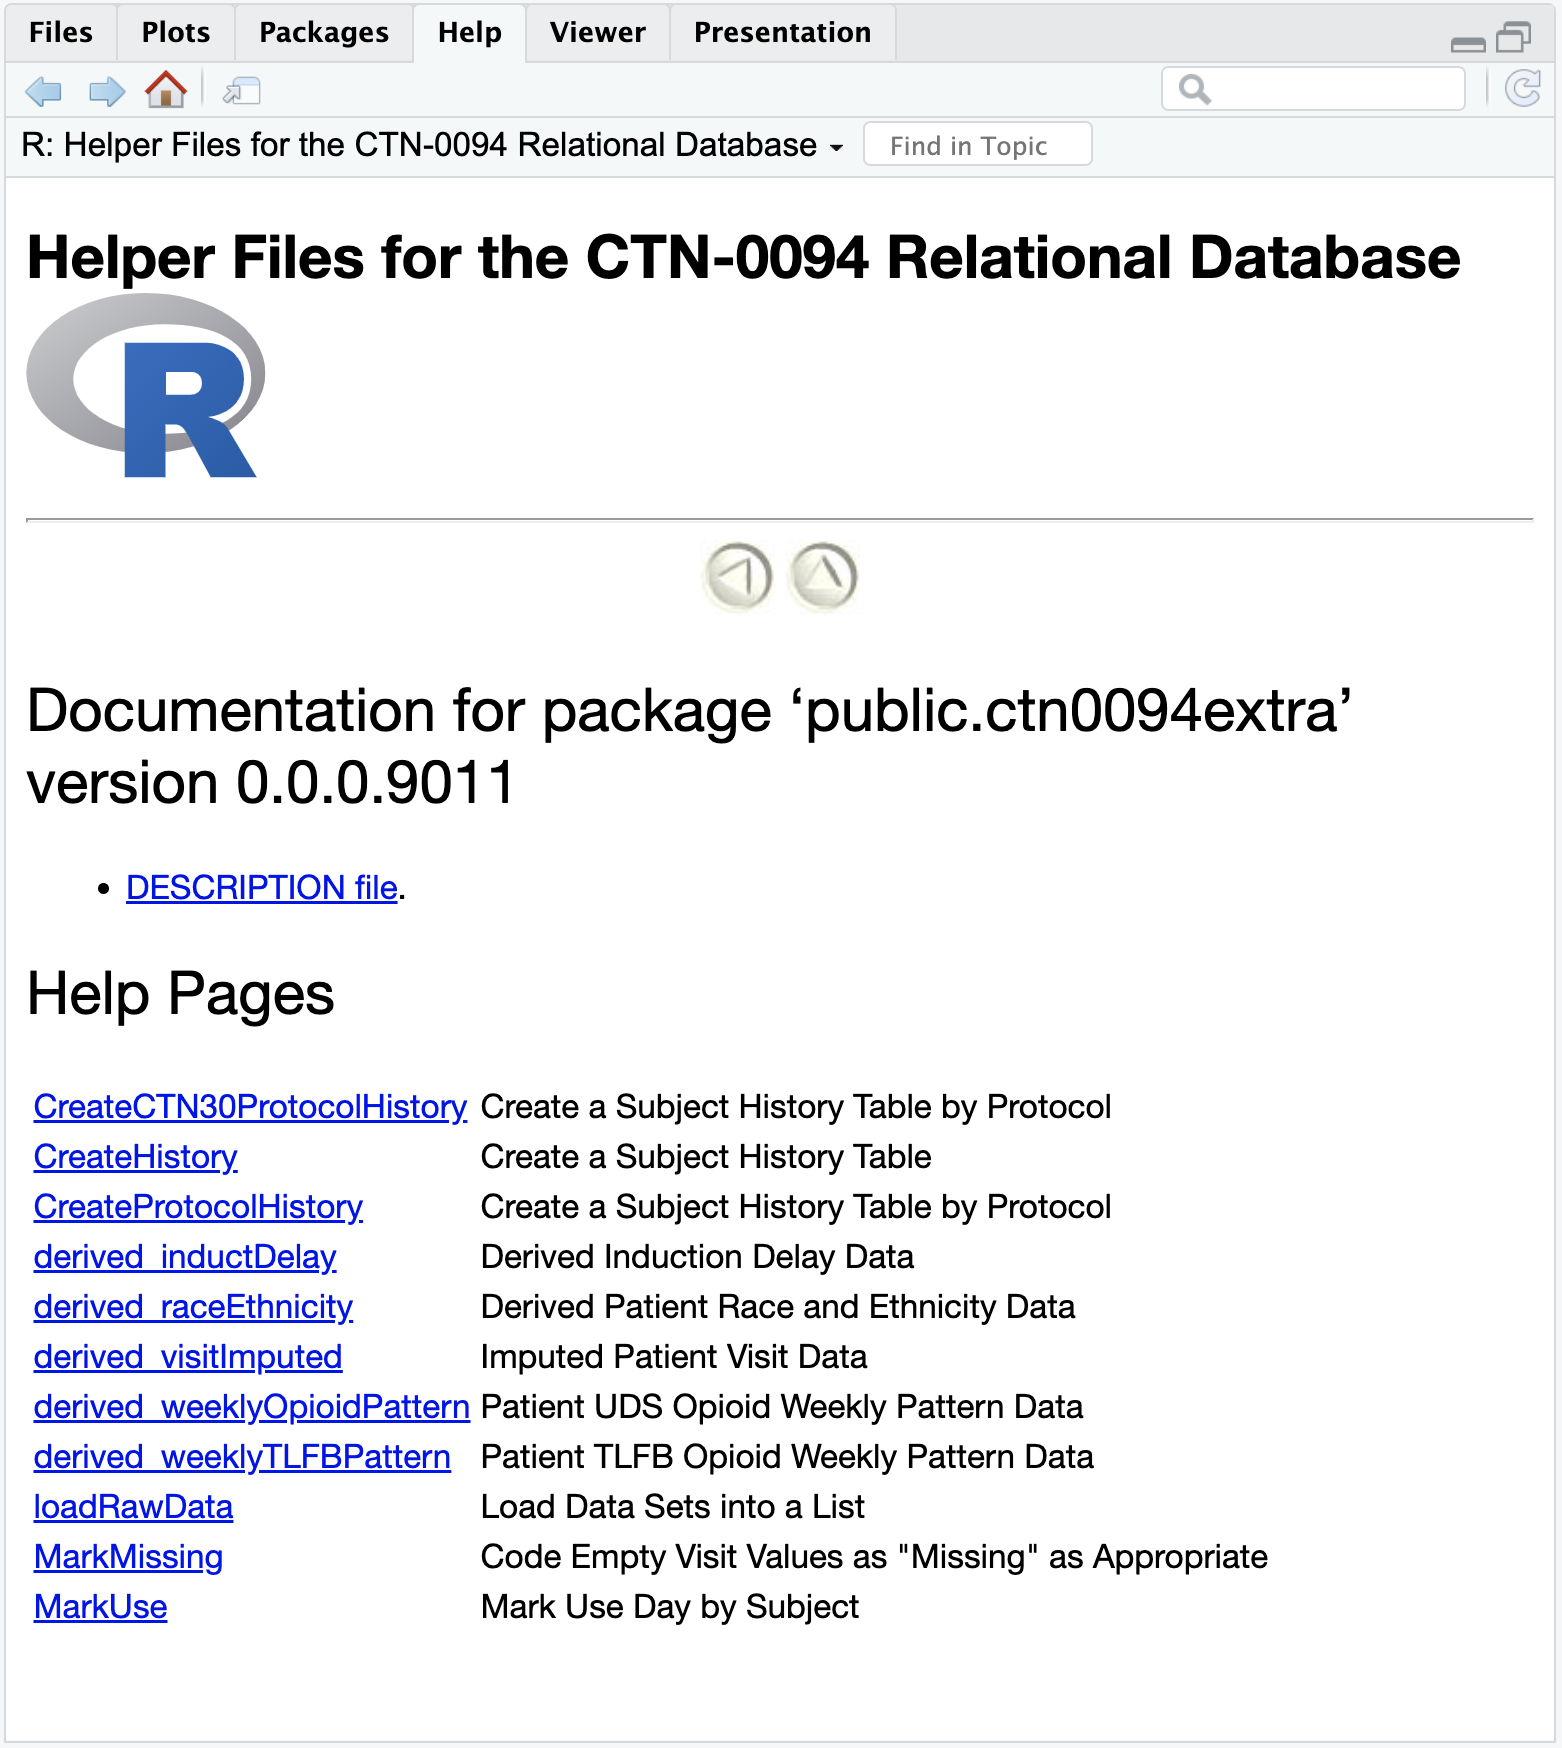 Files Plots Packages Help Viewer Presentation
R: Helper Files for the CTN-0094 Relational Database Find in Topic
Helper Files for the CTN-0094 Relational Database
R
Documentation for package ‘public.ctn0094extra’
version 0.0.0.9011
• DESCRIPTION file.
Help Pages
CreateCTN30ProtocolHistory Create a Subject History Table by Protocol
CreateHistory Create a Subject History Table
CreateProtocolHistory Create a Subject History Table by Protocol
derived_inductDelay Derived Induction Delay Data
derived_raceEthnicity Derived Patient Race and Ethnicity Data
derived_visitImputed Imputed Patient Visit Data
derived_weeklyOpioidPattern Patient UDS Opioid Weekly Pattern Data
derived_weeklyTLFBPattern Patient TLFB Opioid Weekly Pattern Data
loadRawData Load Data Sets into a List
MarkMissing Code Empty Visit Values as "Missing" as Appropriate
MarkUse Mark Use Day by Subject